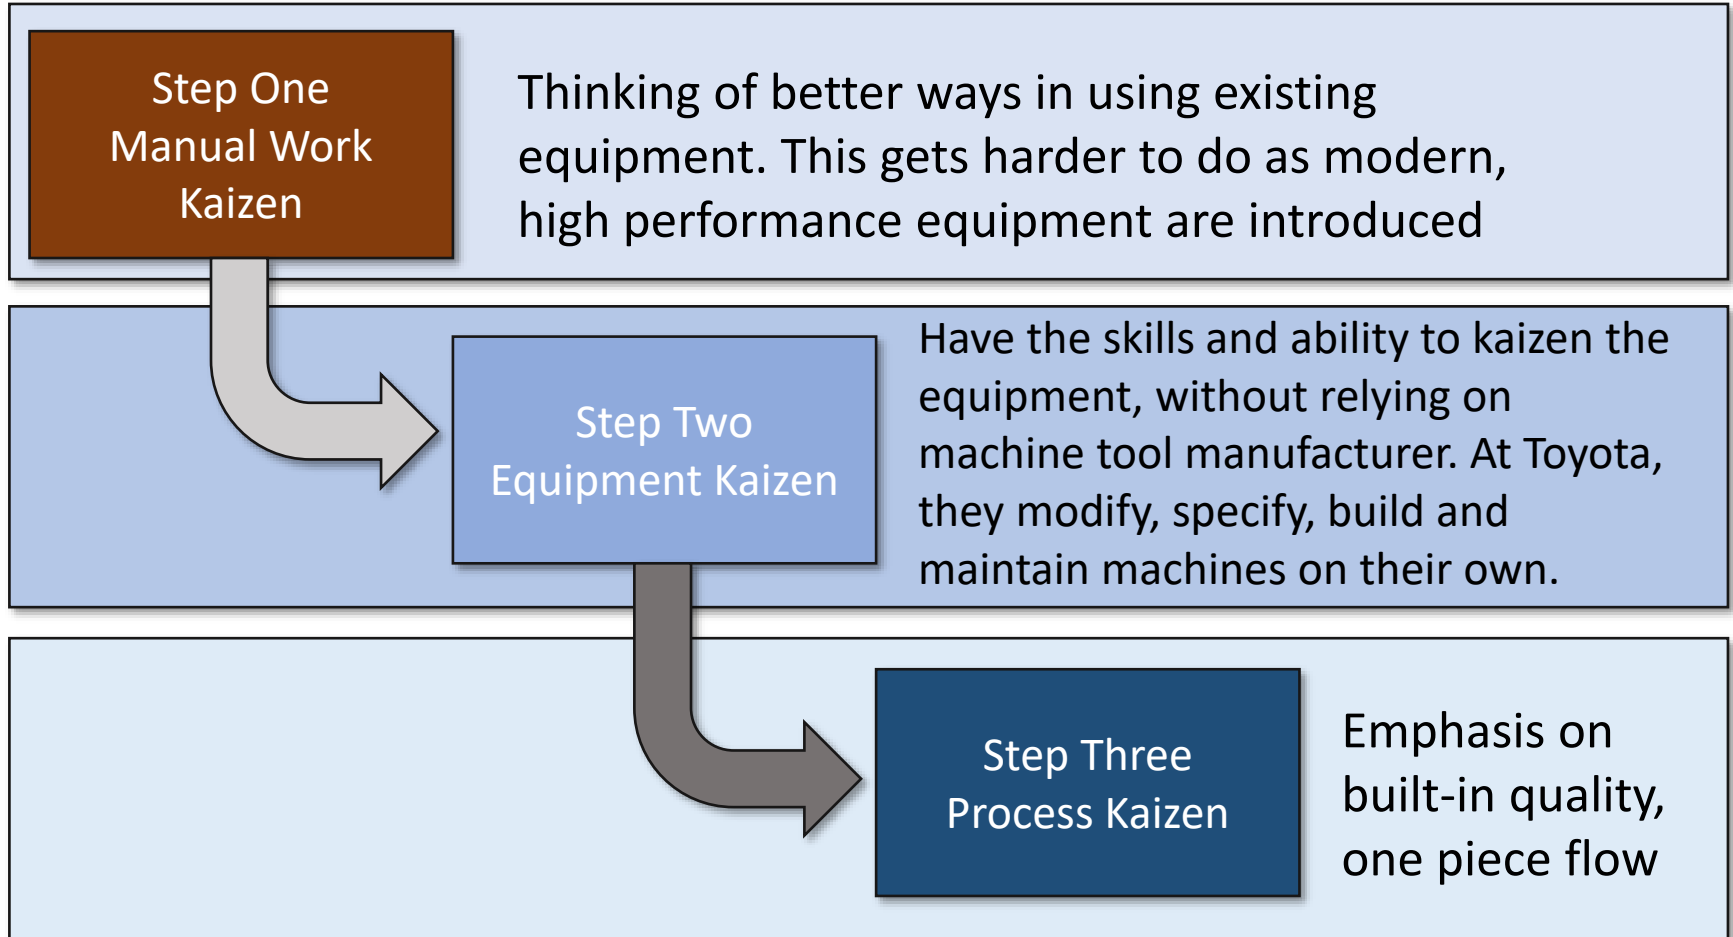 Step One
Manual Work
Kaizen
Thinking of better ways in using existing
equipment. This gets harder to do as modern,
high performance equipment are introduced
Step Two
Equipment Kaizen
Have the skills and ability to kaizen the
equipment, without relying on
machine tool manufacturer. At Toyota,
they modify, specify, build and
maintain machines on their own.
Step Three
Process Kaizen
Emphasis on
built-in quality,
one piece flow